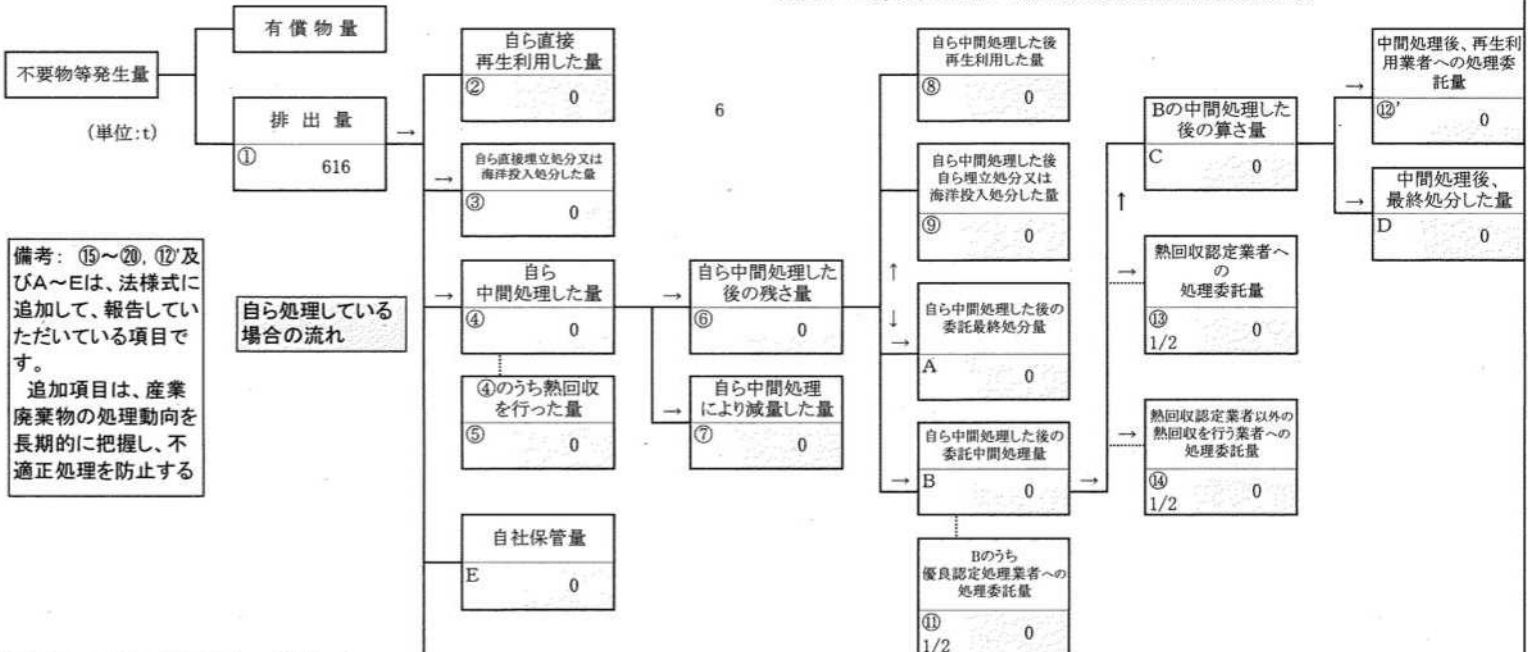 不要物等発生量
(単位:t)
有償物量
排出量
→
①
616
備考: ⑮～⑳, ⑫'及
びA～Eは、法様式に
追加して、報告してい
ただいている項目で
す。
追加項目は、産業
廃棄物の処理動向を
長期的に把握し、不
適正処理を防止する
自ら処理している
場合の流れ
自ら直接
再生利用した量
②
0
→
自ら直接埋立処分又は
海洋投入処分した量
③
0
→
自ら
中間処理した量
④
0
④のうち熱回収
を行った量
⑤
0
自社保管量
E
0
6
→
自ら中間処理した
後の残さ量
⑥
0
→
自ら中間処理
により減量した量
⑦
0
自ら中間処理した後
再生利用した量
⑧
0
自ら中間処理した後
自ら埋立処分又は
海洋投入処分した量
⑨
0
↑
↓
→
自ら中間処理した後の
委託最終処分量
A
0
→
自ら中間処理した後の
委託中間処理量
B
0
→
Bのうち
優良認定処理業者への
処理委託量
⑪
1/2
0
Bの中間処理した
後の算さ量
C
0
↑
→
熱回収認定業者へ
の
処理委託量
⑬
1/2
0
→
熱回収認定業者以外の
熱回収を行う業者への
処理委託量
⑭
1/2
0
→
中間処理後、再生利
用業者への処理委
託量
⑫'
0
→
中間処理後、
最終処分した量
D
0